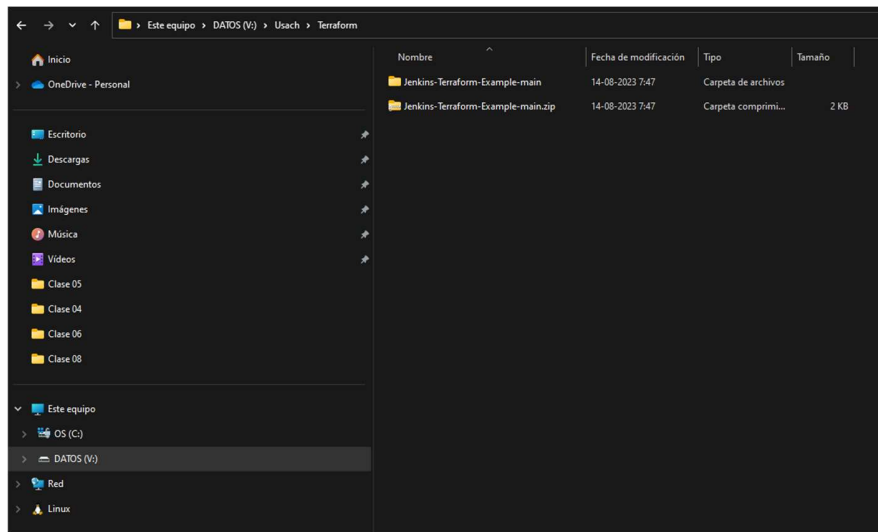 Este equipo > DATOS (V:) > Usach > Terraform
Inicio
OneDrive - Personal
Escritorio
Descargas
Documentos
Imágenes
Música
Vídeos
Clase 05
Clase 04
Clase 06
Clase 08
Este equipo
OS (C:)
DATOS (V:)
Red
Linux
Nombre Fecha de modificación Tipo Tamaño
Jenkins-Terraform-Example-main 14-08-2023 7:47 Carpeta de archivos
Jenkins-Terraform-Example-main.zip 14-08-2023 7:47 Carpeta comprimi... 2 KB